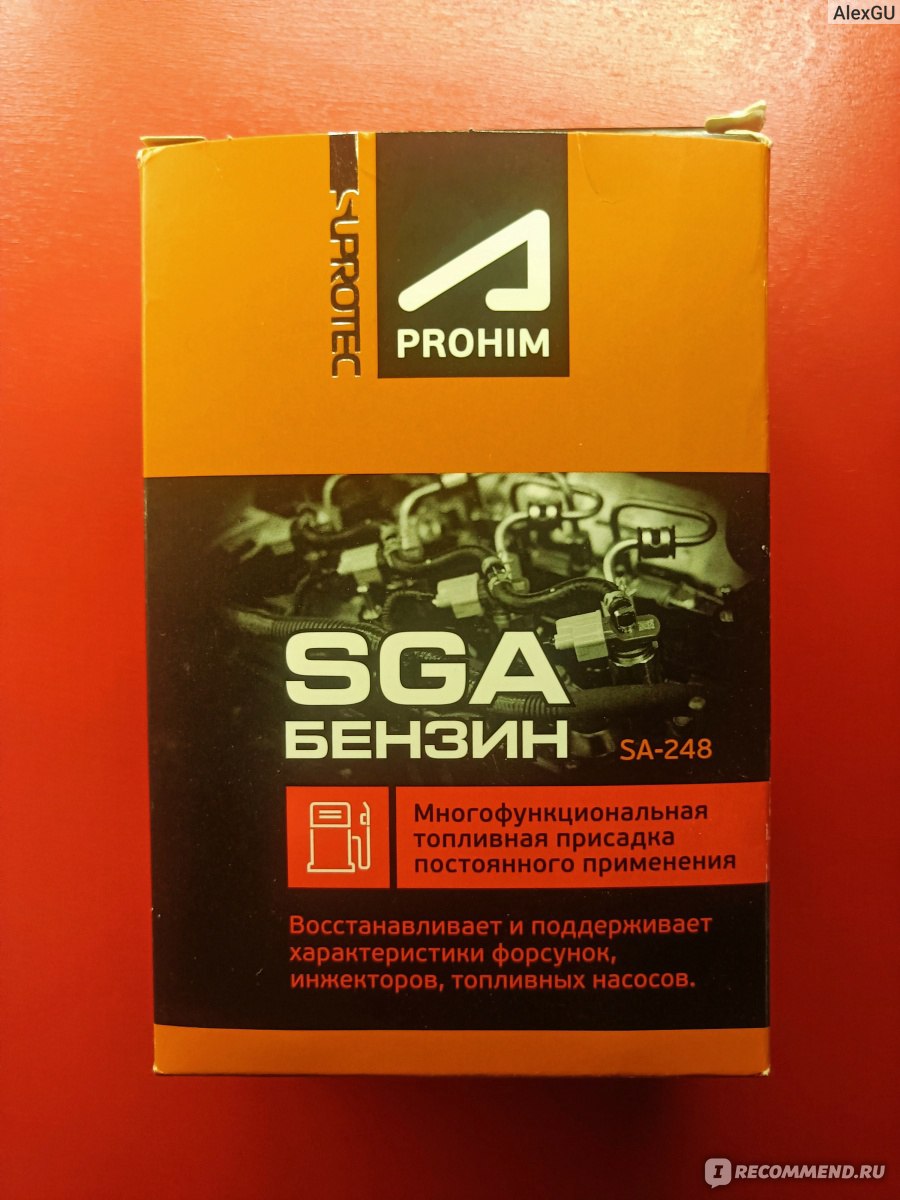 AlexGU
SUPROTEC
PROHIM
SGA
БЕНЗИН
SA-248
Многофункциональная
топливная присадка
постоянного применения
Восстанавливает и поддерживает
характеристики форсунок,
инжекторов, топливных насосов.
IRECOMMEND.RU